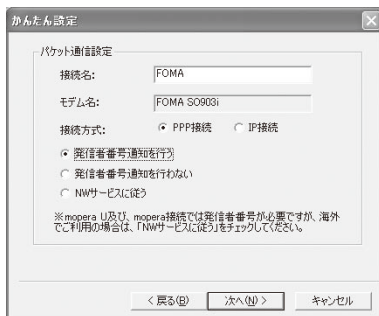 かんたん設定
パケット通信設定
接続名: FOMA
モデム名: FOMA SO903i
接続方式: PPP接続 IP接続
発信者番号通知を行う
発信者番号通知を行わない
NWサービスに従う
※mopera U及び、mopera接続では発信者番号が必要ですが、海外
でご利用の場合は、「NWサービスに従う」をチェックしてください。
< 戻る(B) 次へ(N) > キャンセル